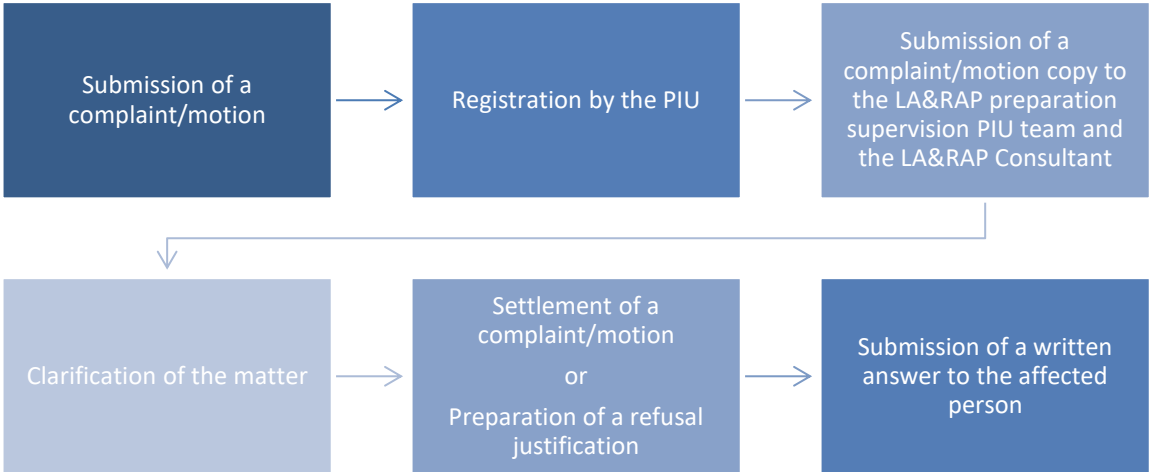 Submission of a
complaint/motion
Registration by the PIU
Submission of a
complaint/motion copy to
the LA&RAP preparation
supervision PIU team and
the LA&RAP Consultant
Clarification of the matter
Settlement of a
complaint/motion
or
Preparation of a refusal
justification
Submission of a written
answer to the affected
person